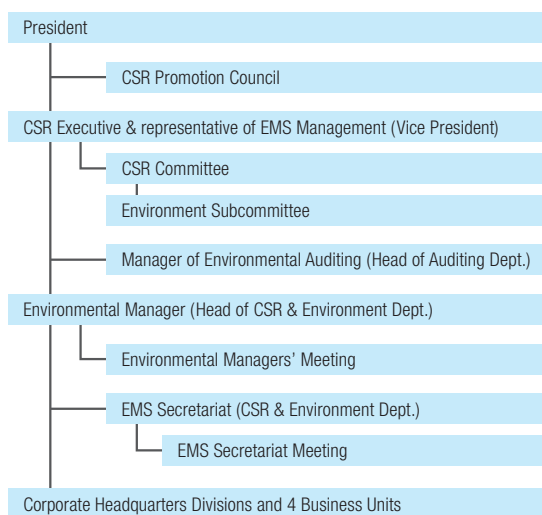 President
CSR Promotion Council
CSR Executive & representative of EMS Management (Vice President)
CSR Committee
Environment Subcommittee
Manager of Environmental Auditing (Head of Auditing Dept.)
Environmental Manager (Head of CSR & Environment Dept.)
Environmental Managers’ Meeting
EMS Secretariat (CSR & Environment Dept.)
EMS Secretariat Meeting
Corporate Headquarters Divisions and 4 Business Units